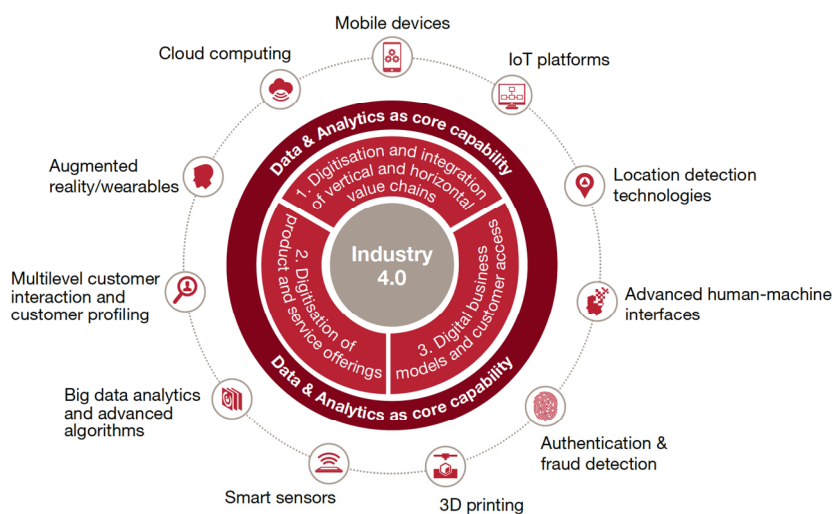 Mobile devices
IoT platforms
Location detection
technologies
Advanced human-machine
interfaces
Authentication &
fraud detection
3D printing
Smart sensors
Big data analytics
and advanced
algorithms
Multilevel customer
interaction and
customer profiling
Augmented
reality/wearables
Cloud computing
Data & Analytics as core capability
1. Digitisation and integration
of vertical and horizontal
value chains
2. Digitisation of
product and service offerings
3. Digital business
models and customer access
Industry
4.0
Data & Analytics as core capability